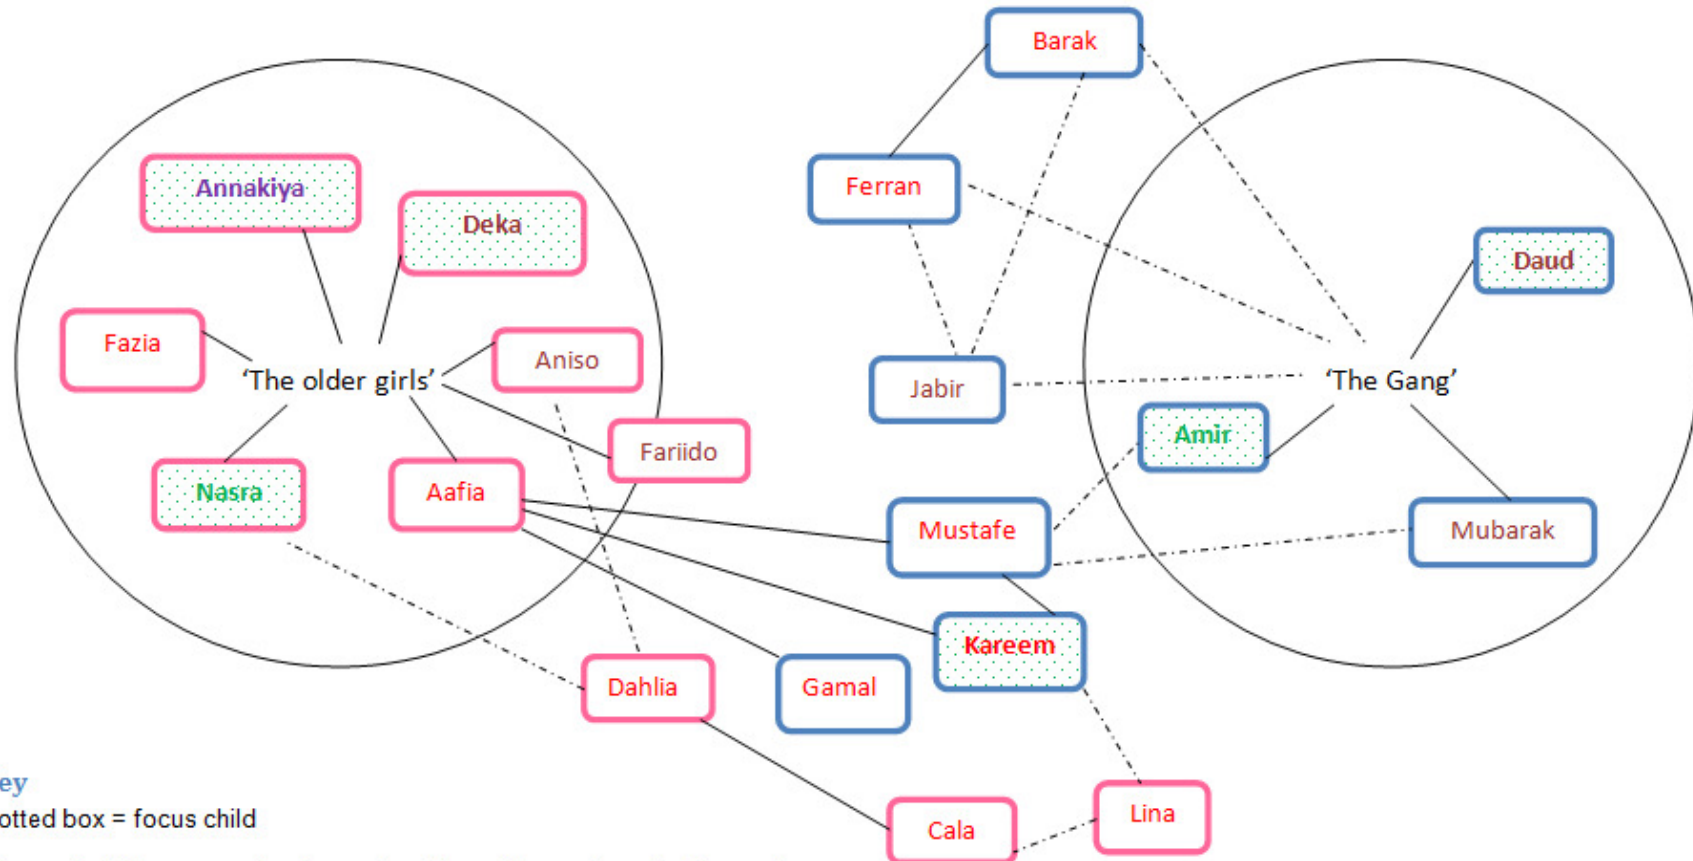 Barak
Annakiya
Ferran
Deka
Daud
Fazia
Aniso
'The older girls'
'The Gang'
Jabir
Amir
Fariido
Nasra
Aafia
Mustafe
Mubarak
Kareem
Dahlia
Gamal
ey
otted box = focus child
Cala
Lina